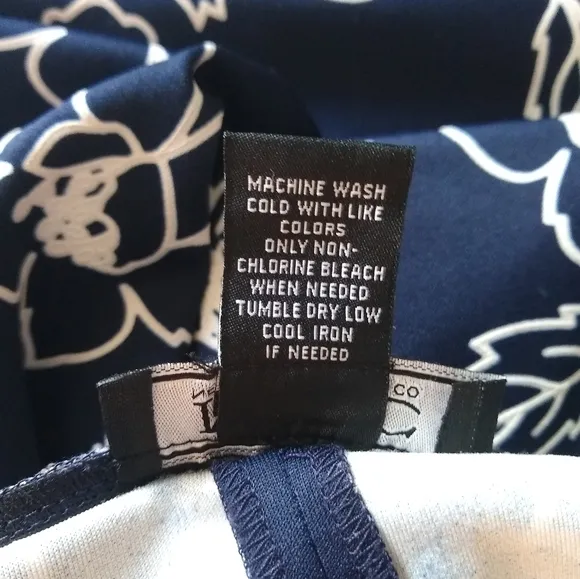 MACHINE WASH
COLD WITH LIKE
COLORS
ONLY NON-
CHLORINE BLEACH
WHEN NEEDED
TUMBLE DRY LOW
COOL IRON
IF NEEDED
CO